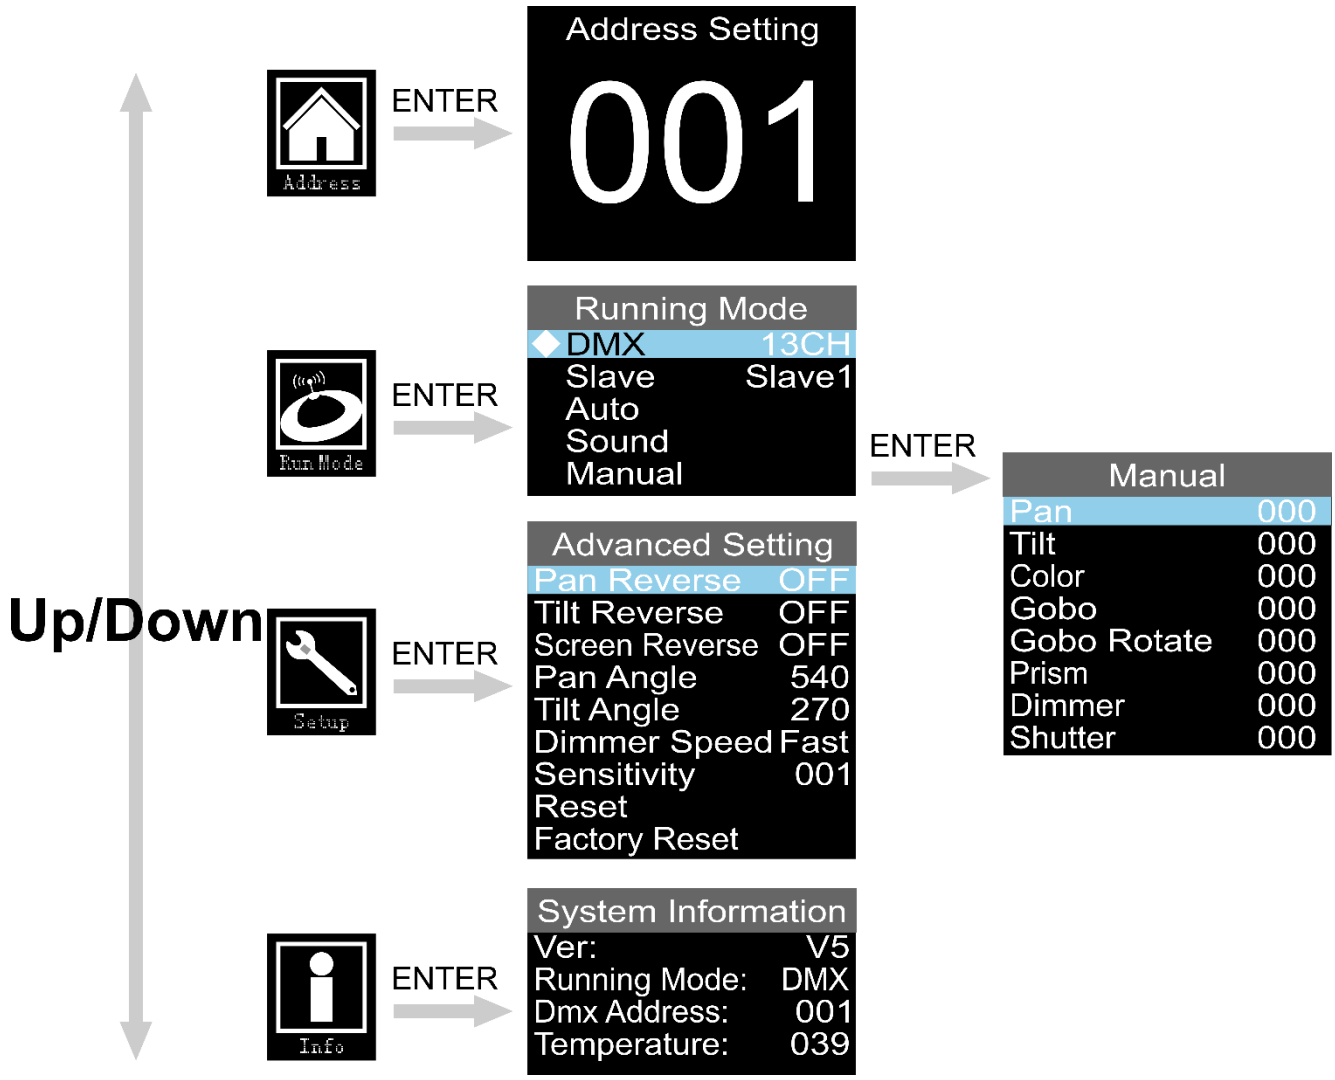 Address Setting
001
Address
ENTER
Running Mode
DMX 13CH
Slave Slave1
Auto
Sound
Manual
Run Mode
ENTER
ENTER
Manual
Pan 000
Tilt 000
Color 000
Gobo 000
Gobo Rotate 000
Prism 000
Dimmer 000
Shutter 000
Up/Down
Advanced Setting
Pan Reverse OFF
Tilt Reverse OFF
Screen Reverse OFF
Pan Angle 540
Tilt Angle 270
Dimmer Speed Fast
Sensitivity 001
Reset
Factory Reset
Setup
ENTER
System Information
Ver: V5
Running Mode: DMX
Dmx Address: 001
Temperature: 039
Info
ENTER